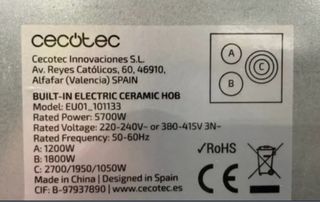 cecotec
Cecotec Innovaciones S.L.
Av. Reyes Católicos, 60, 46910,
Alfafar (Valencia) SPAIN
A
B
C
BUILT-IN ELECTRIC CERAMIC HOB
Model: EU01_101133
Rated Power: 5700W
Rated Voltage: 220-240V~ or 380-415V 3N~
Rated Frequency: 50-60Hz
A: 1200W
B: 1800W
C: 2700/1950/1050W
Made in China | Designed in Spain
CIF: B-97937890 | www.cecotec.es
✓RoHS
CE